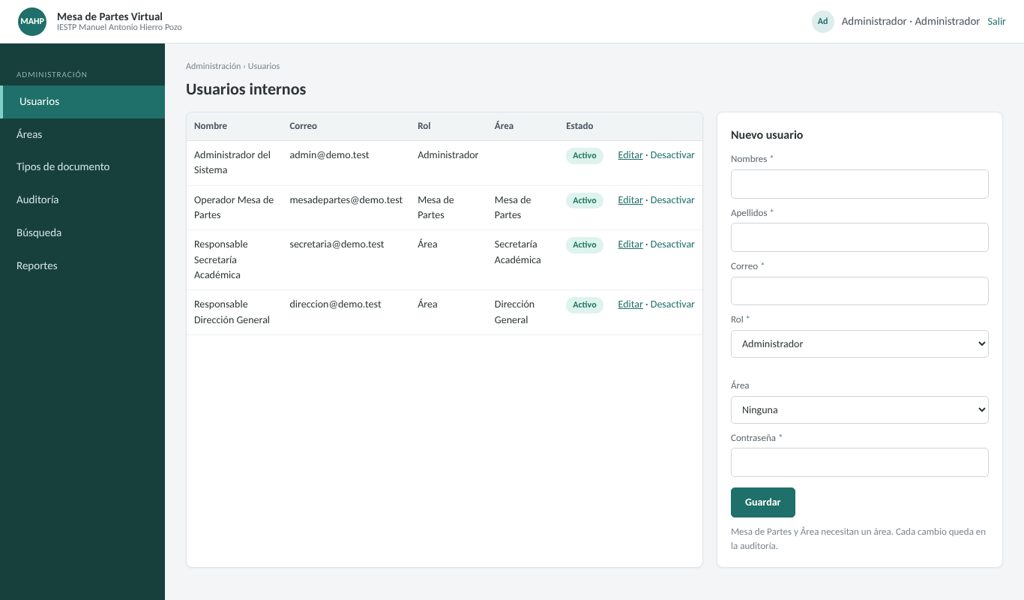 MAHP
Mesa de Partes Virtual
IESTP Manuel Antonio Hierro Pozo
Ad
Administrador · Administrador
Salir
ADMINISTRACIÓN
Usuarios
Áreas
Tipos de documento
Auditoría
Búsqueda
Reportes
Administración › Usuarios
Usuarios internos
Nombre Correo Rol Área Estado
Administrador del admin@demo.test Administrador Activo Editar · Desactivar
Sistema
Operador Mesa de mesadepartes@demo.test Mesa de Mesa de Activo Editar · Desactivar
Partes Partes Partes
Responsable secretaria@demo.test Área Secretaría Activo Editar · Desactivar
Secretaría Académica
Académica
Responsable direccion@demo.test Área Dirección Activo Editar · Desactivar
Dirección General General
Nuevo usuario
Nombres *
Apellidos *
Correo *
Rol *
Administrador
Área
Ninguna
Contraseña *
Guardar
Mesa de Partes y Área necesitan un área. Cada cambio queda en
la auditoría.